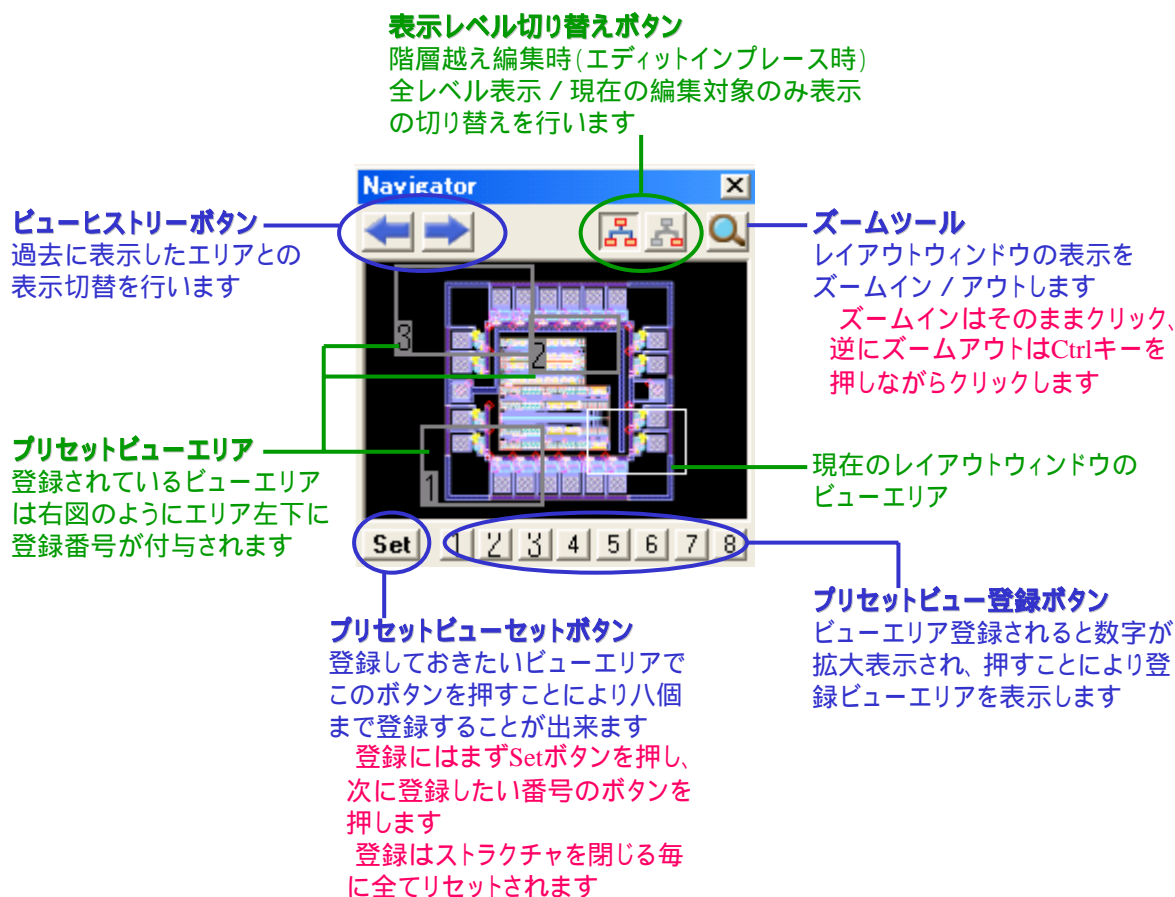 表示レベル切り替えボタン
階層越え編集時(エディットインプレース時)
全レベル表示 / 現在の編集対象のみ表示
の切り替えを行います
Navigator
ビューヒストリーボタン
過去に表示したエリアとの
表示切替を行います
ズームツール
レイアウトウィンドウの表示を
ズームイン / アウトします
ズームインはそのままクリック、
逆にズームアウトはCtrlキーを
押しながらクリックします
3
2
1
プリセットビューエリア
登録されているビューエリア
は右図のようにエリア左下に
登録番号が付与されます
現在のレイアウトウィンドウの
ビューエリア
Set 1 2 3 4 5 6 7 8
プリセットビューセットボタン
登録しておきたいビューエリアで
このボタンを押すことにより八個
まで登録することが出来ます
登録にはまずSetボタンを押し、
次に登録したい番号のボタンを
押します
登録はストラクチャを閉じる毎
に全てリセットされます
プリセットビュー登録ボタン
ビューエリア登録されると数字が
拡大表示され、押すことにより登
録ビューエリアを表示します